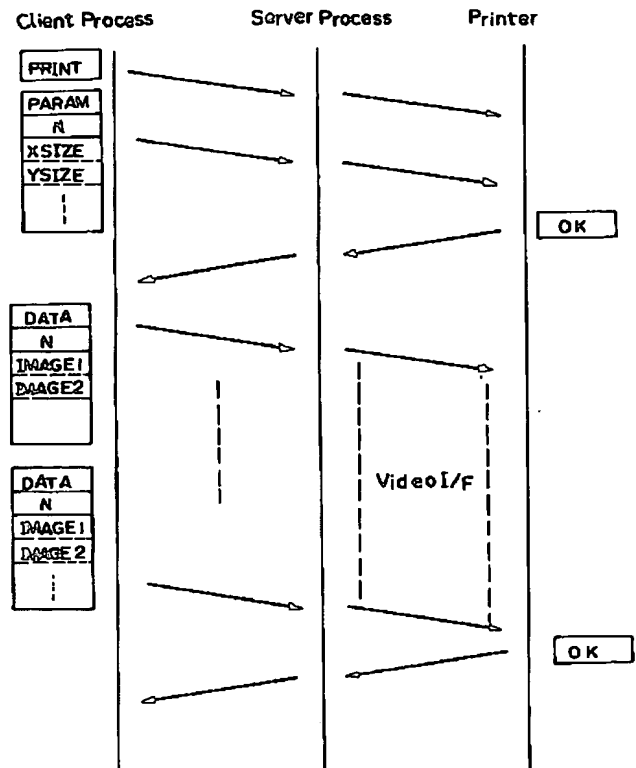 Client Process Server Process Printer
PRINT
PARAM
N
XSIZE
YSIZE
OK
DATA
N
IMAGE1
IMAGE2
Video I/F
DATA
N
IMAGE1
IMAGE2
OK